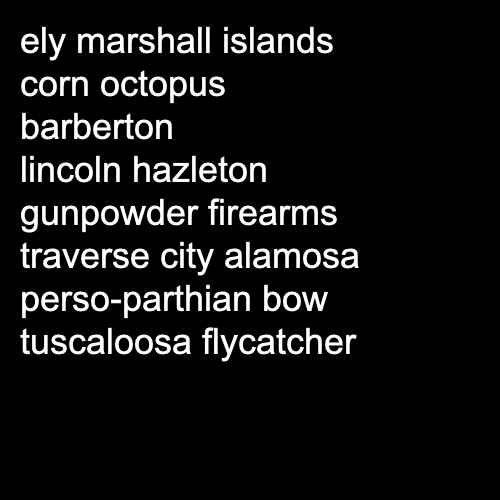 ely marshall islands
corn octopus
barberton
lincoln hazleton
gunpowder firearms
traverse city alamosa
perso-parthian bow
tuscaloosa flycatcher